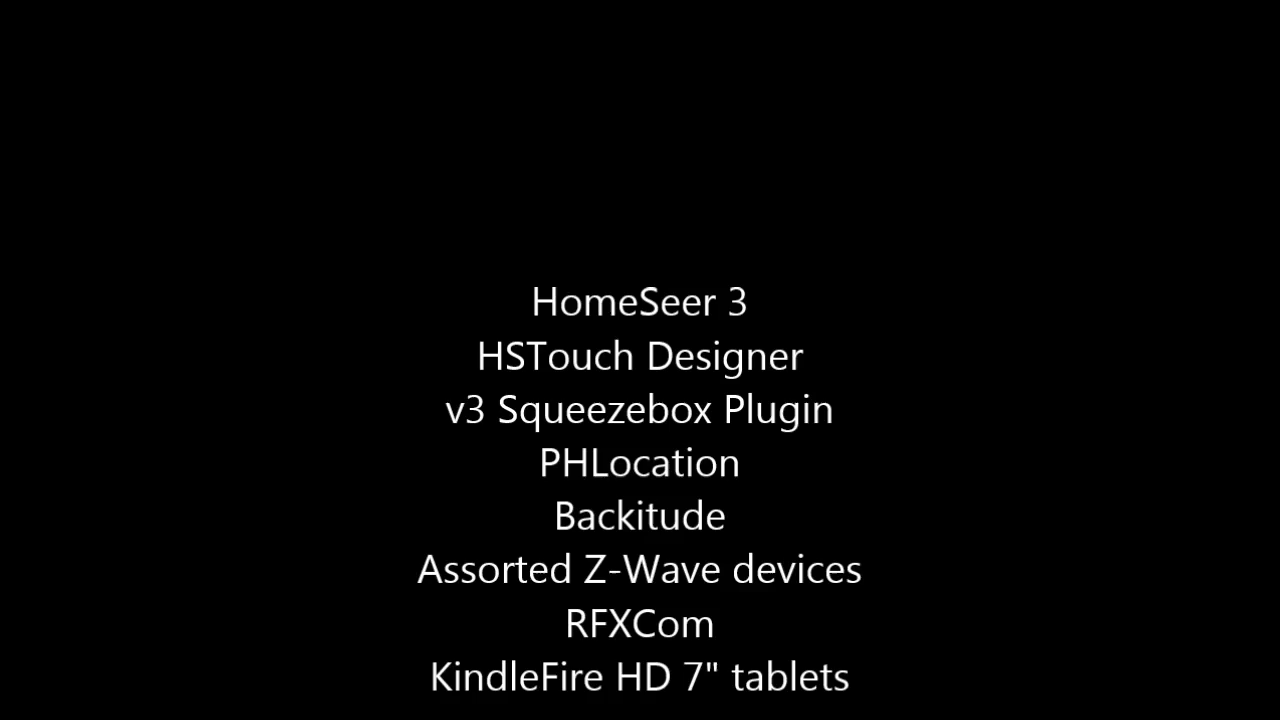 HomeSeer 3
HSTouch Designer
v3 Squeezebox Plugin
PHLocation
Backitude
Assorted Z-Wave devices
RFXCom
KindleFire HD 7" tablets